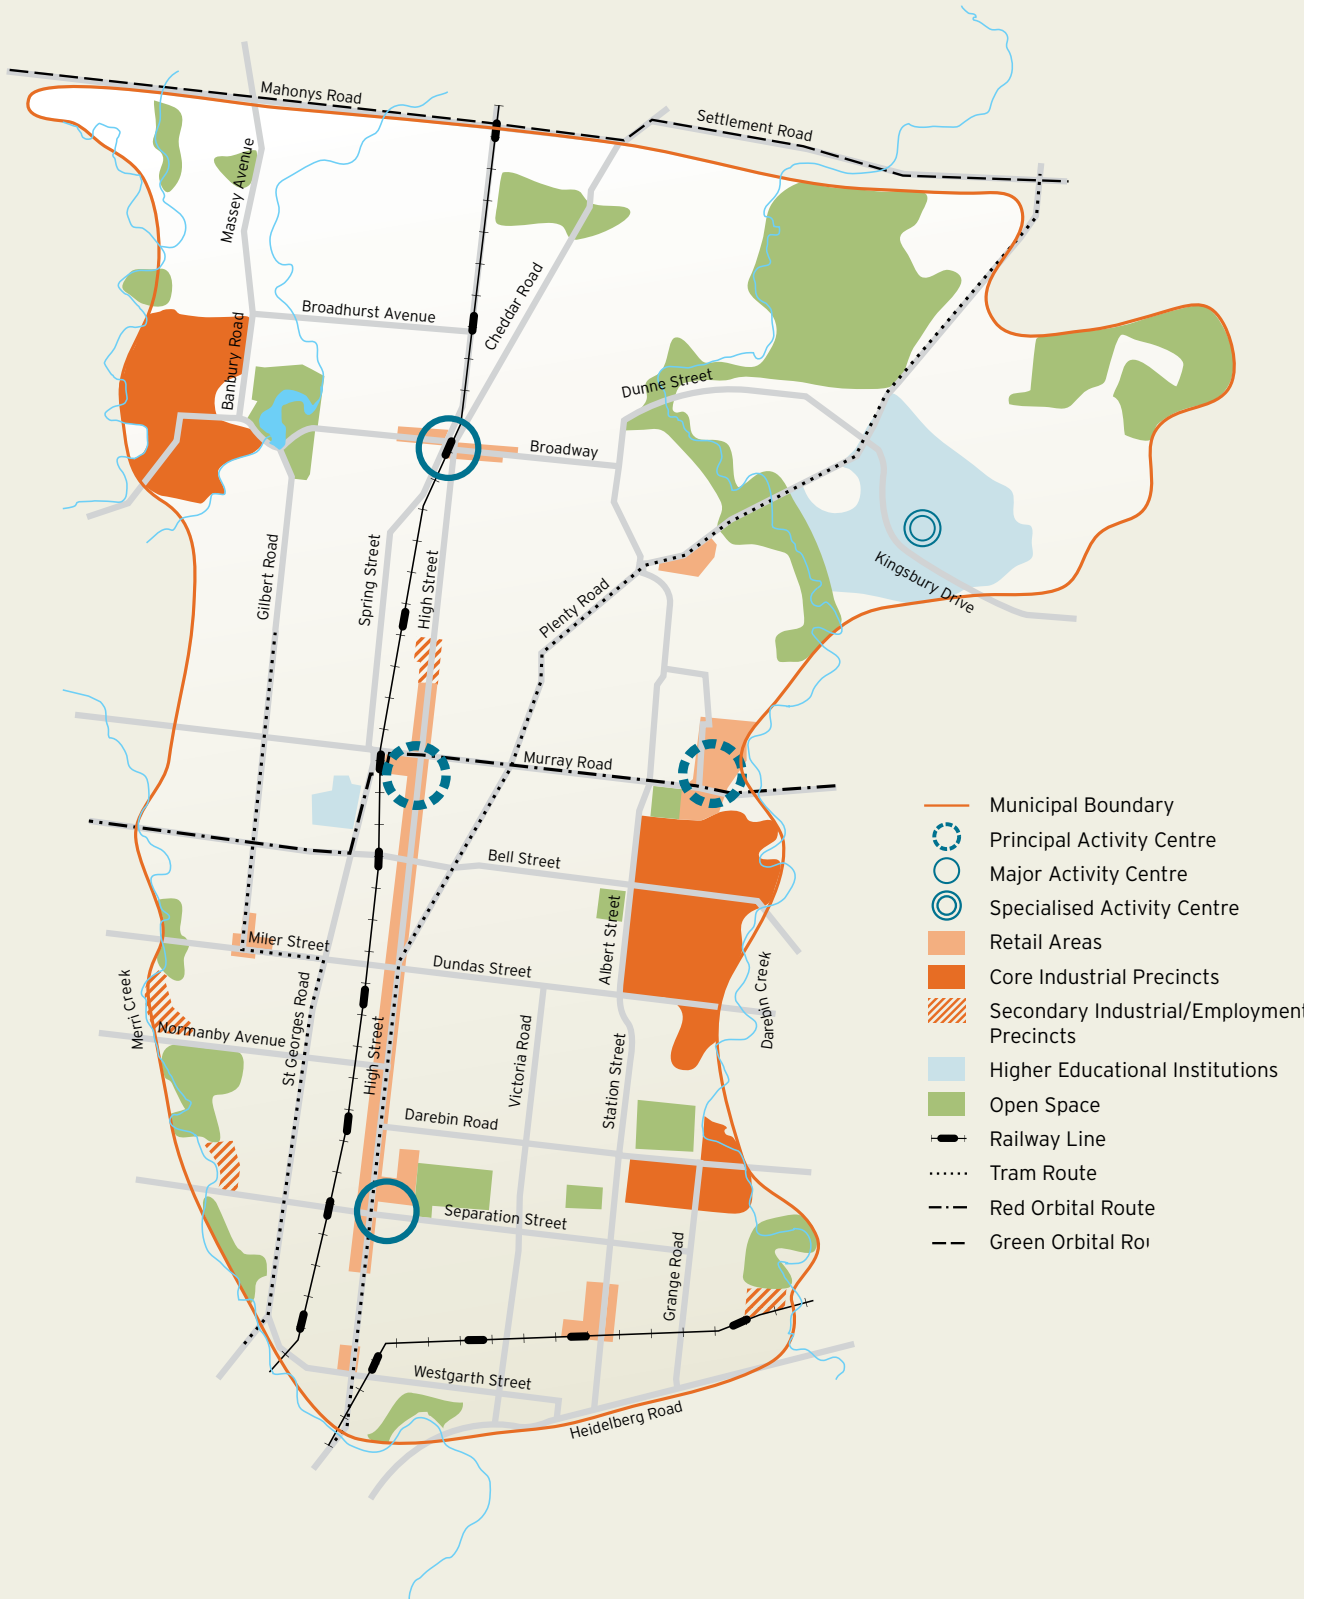 Mahonys Road
Settlement Road
Massey Avenue
Broadhurst Avenue
Cheddar Road
Banbury Road
Dunne Street
Broadway
Gilbert Road
Spring Street
High Street
Plenty Road
Kingsbury Drive
Murray Road
Bell Street
Albert Street
Miler Street
Dundas Street
Merri Creek
Darebin Creek
Normanby Avenue
St Georges Road
High Street
Victoria Road
Station Street
Darebin Road
Separation Street
Grange Road
Westgarth Street
Heidelberg Road
Municipal Boundary
Principal Activity Centre
Major Activity Centre
Specialised Activity Centre
Retail Areas
Core Industrial Precincts
Secondary Industrial/Employment
Precincts
Higher Educational Institutions
Open Space
Railway Line
Tram Route
Red Orbital Route
Green Orbital